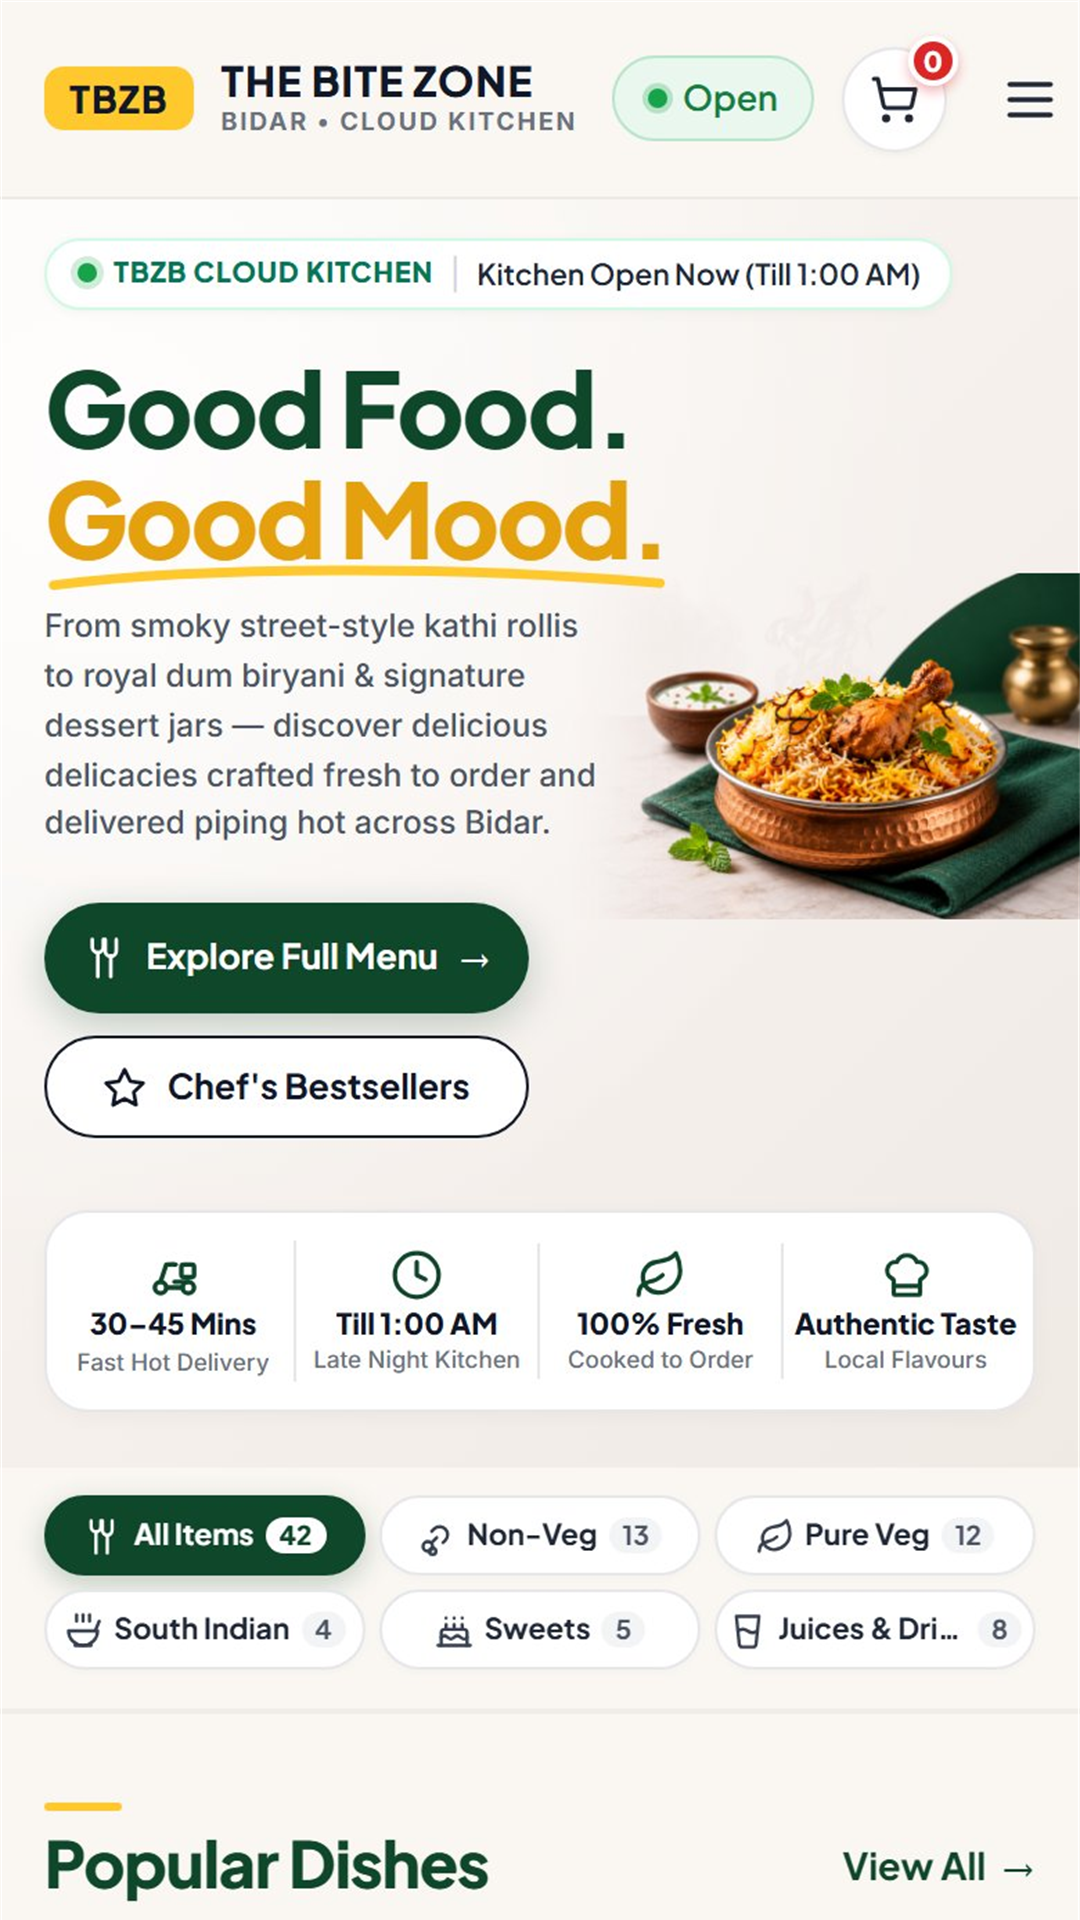 TBZB
THE BITE ZONE
BIDAR • CLOUD KITCHEN
Open
0
TBZB CLOUD KITCHEN
Kitchen Open Now (Till 1:00 AM)
Good Food.
Good Mood.
From smoky street-style kathi rollis
to royal dum biryani & signature
dessert jars — discover delicious
delicacies crafted fresh to order and
delivered piping hot across Bidar.
Explore Full Menu →
Chef's Bestsellers
30–45 Mins
Fast Hot Delivery
Till 1:00 AM
Late Night Kitchen
100% Fresh
Cooked to Order
Authentic Taste
Local Flavours
All Items 42
Non-Veg 13
Pure Veg 12
South Indian 4
Sweets 5
Juices & Dri... 8
Popular Dishes
View All →